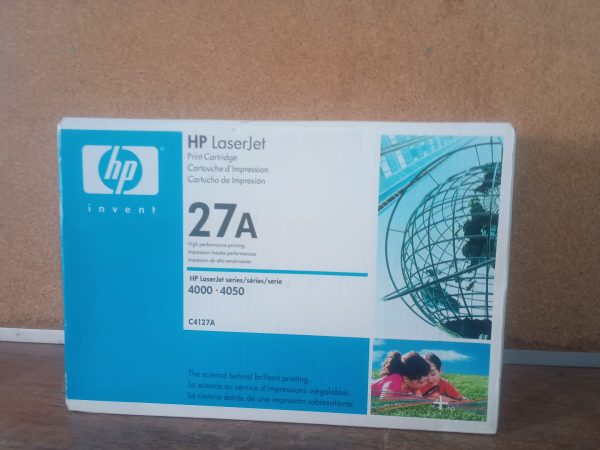 hp
invent
HP LaserJet
Print Cartridge
Cartouche d'impression
Cartucho de Impresión
27A
High performance printing
Impression hautes performances
Impresión de alto rendimiento
HP LaserJet series/séries/serie
4000 • 4050
C4127A
The science behind brilliant printing.
La science au service d'impressions inégalables.
La ciencia detrás de una impresión sobresaliente.